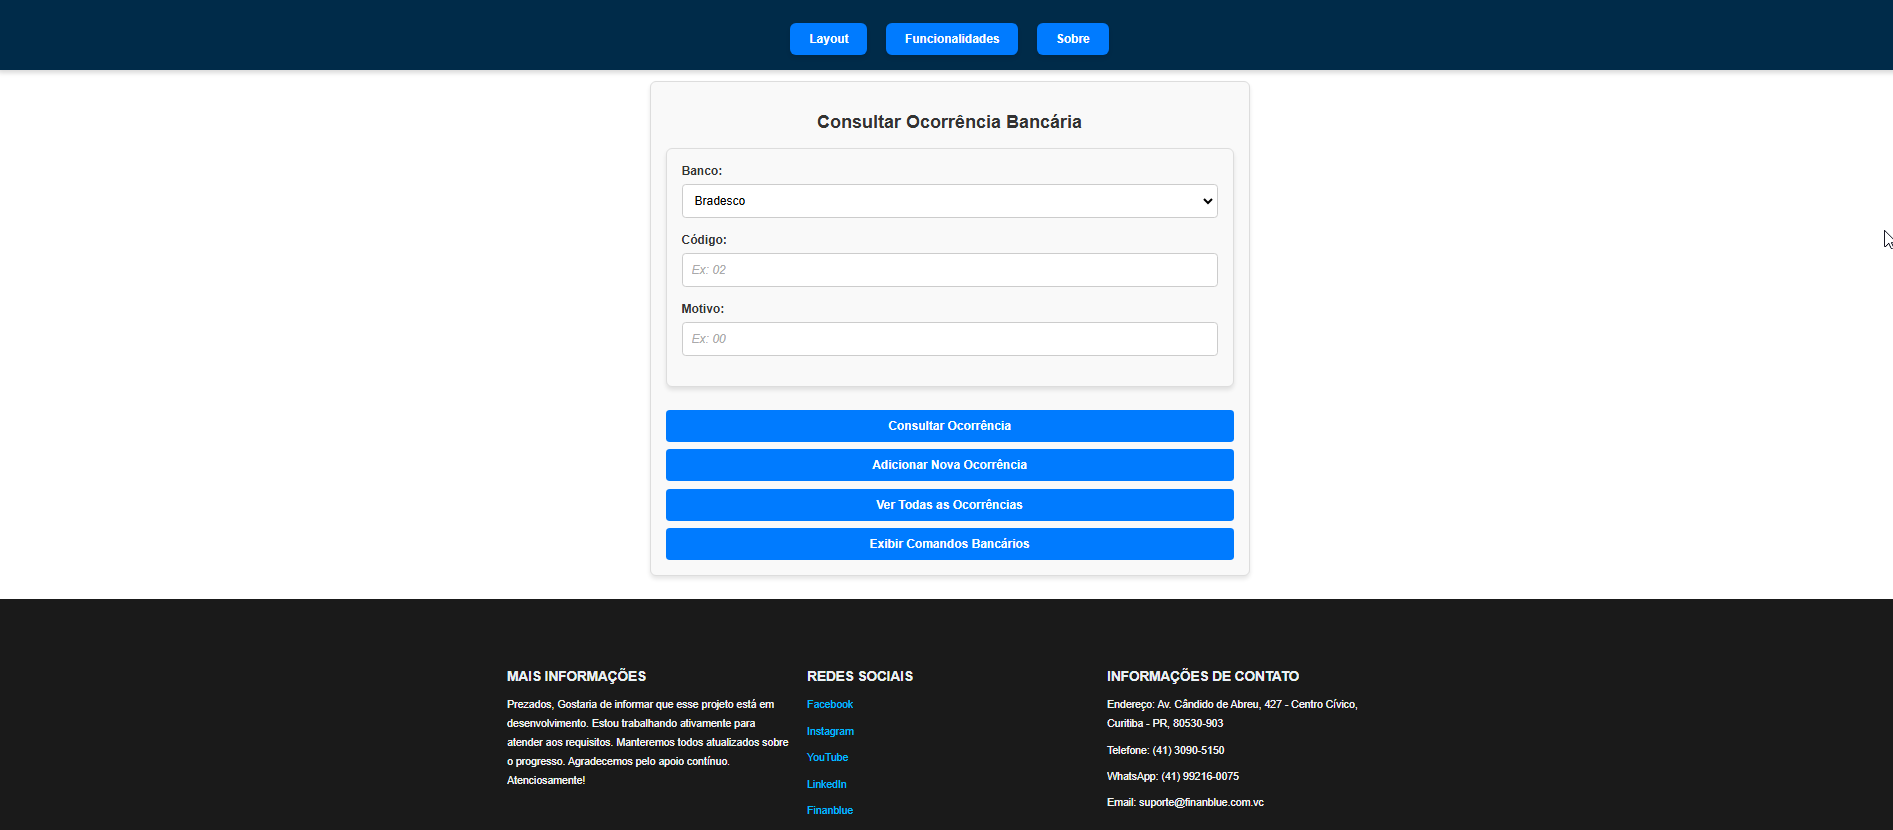 Layout
Funcionalidades
Sobre
Consultar Ocorrência Bancária
Banco:
Bradesco
Código:
Ex: 02
Motivo:
Ex: 00
Consultar Ocorrência
Adicionar Nova Ocorrência
Ver Todas as Ocorrências
Exibir Comandos Bancários
MAIS INFORMAÇÕES
Prezados, Gostaria de informar que esse projeto está em
desenvolvimento. Estou trabalhando ativamente para
atender aos requisitos. Manteremos todos atualizados sobre
o progresso. Agradecemos pelo apoio contínuo.
Atenciosamente!
REDES SOCIAIS
Facebook
Instagram
YouTube
LinkedIn
Finanblue
INFORMAÇÕES DE CONTATO
Endereço: Av. Cândido de Abreu, 427 - Centro Cívico,
Curitiba - PR, 80530-903
Telefone: (41) 3090-5150
WhatsApp: (41) 99216-0075
Email: suporte@finanblue.com.vc